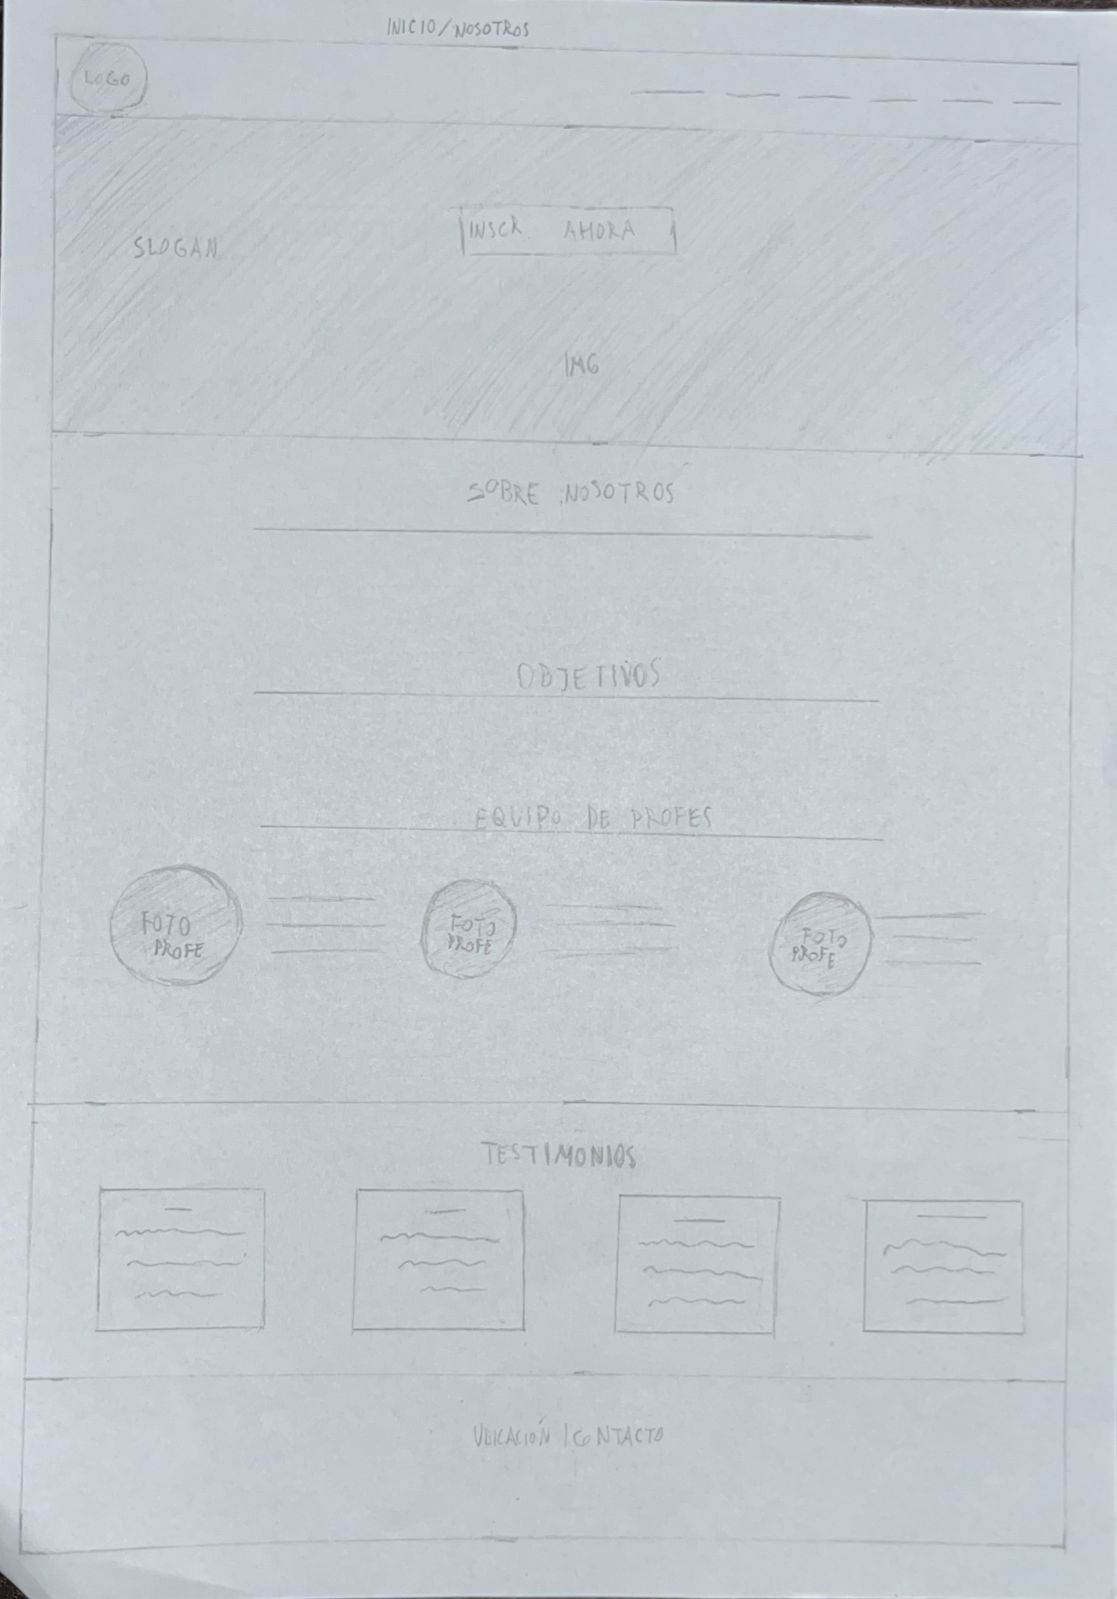 INICIO/NOSOTROS
LOGO
INSCR AHORA
SLOGAN
IMG
SOBRE NOSOTROS
OBJETIVOS
EQUIPO DE PROFES
FOTO
PROFE
FOTO
PROFE
FOTO
PROFE
TESTIMONIOS
UBICACIÓN / CONTACTO